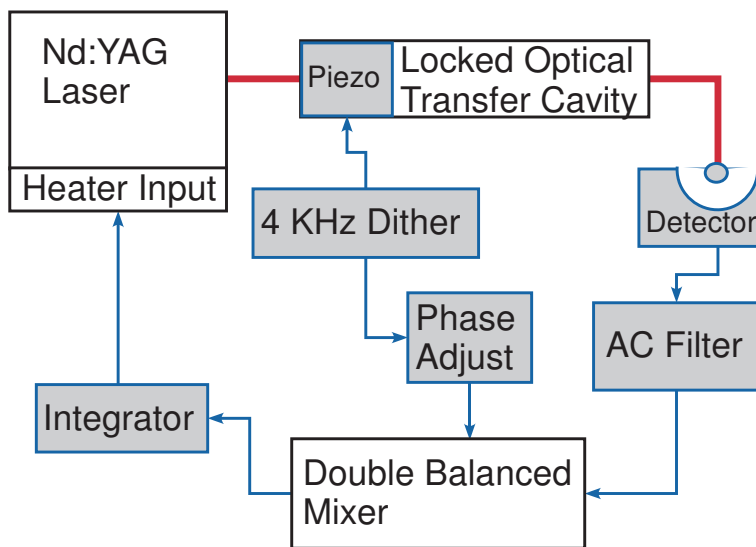 Nd:YAG
Laser
Heater Input
Piezo
Locked Optical
Transfer Cavity
4 KHz Dither
Detector
Phase
Adjust
AC Filter
Integrator
Double Balanced
Mixer